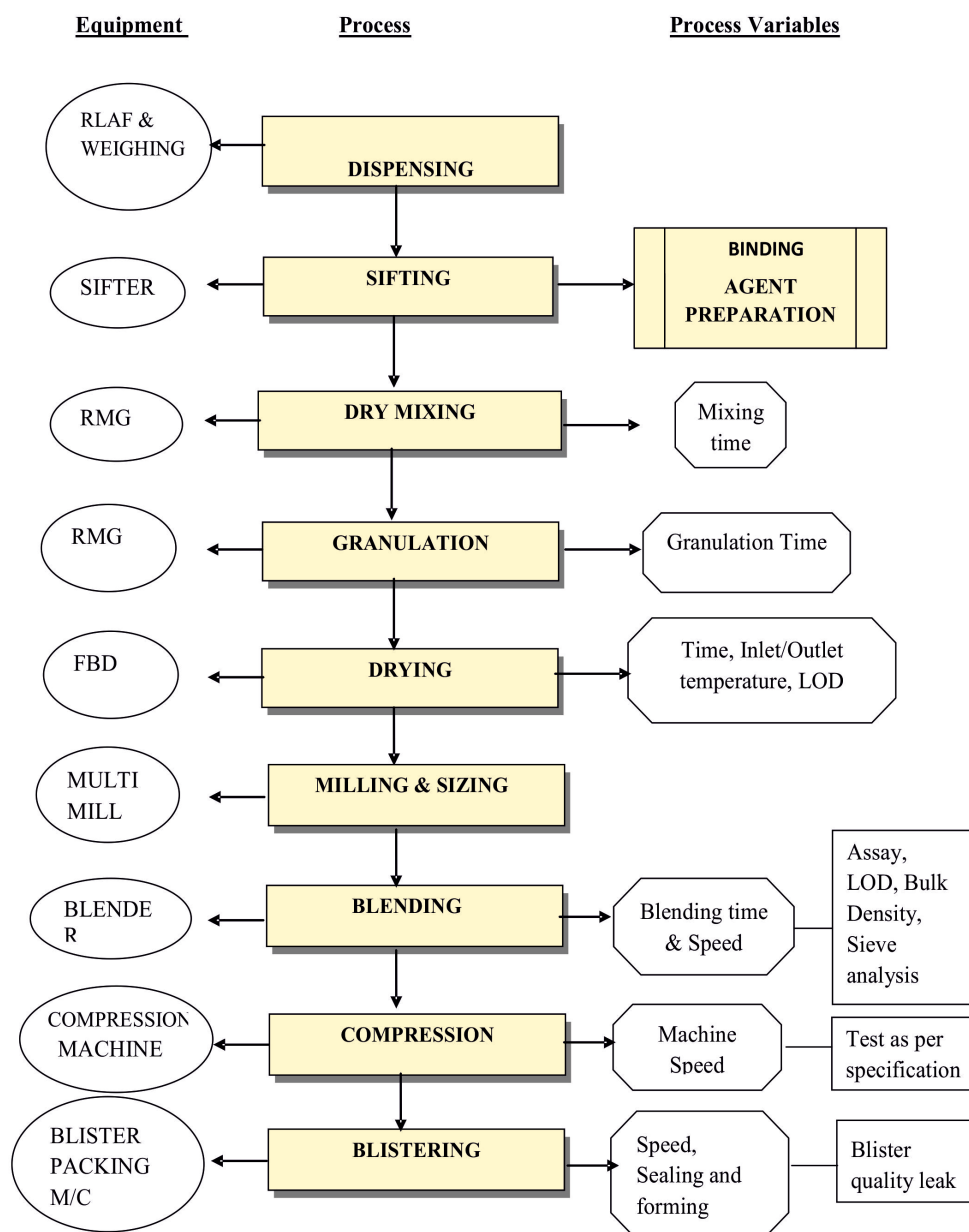 Equipment
Process
Process Variables
RLAF &
WEIGHING
DISPENSING
SIFTER
SIFTING
BINDING
AGENT
PREPARATION
RMG
DRY MIXING
Mixing
time
RMG
GRANULATION
Granulation Time
FBD
DRYING
Time, Inlet/Outlet
temperature, LOD
MULTI
MILL
MILLING & SIZING
BLENDE
R
BLENDING
Blending time
& Speed
Assay,
LOD, Bulk
Density,
Sieve
analysis
COMPRESSION
MACHINE
COMPRESSION
Machine
Speed
Test as per
specification
BLISTER
PACKING
M/C
BLISTERING
Speed,
Sealing and
forming
Blister
quality leak